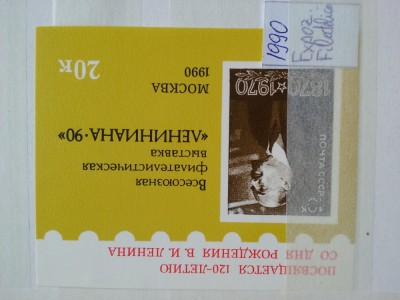 ПОСВЯЩАЕТСЯ 120-ЛЕТИЮ
СО ДНЯ РОЖДЕНИЯ В. И. ЛЕНИНА
Всесоюзная
филателистическая
выставка
«ЛЕНИНИАНА·90»
МОСКВА
1990
20к
ПОЧТА СССР
1870
1970
1990
Expoz